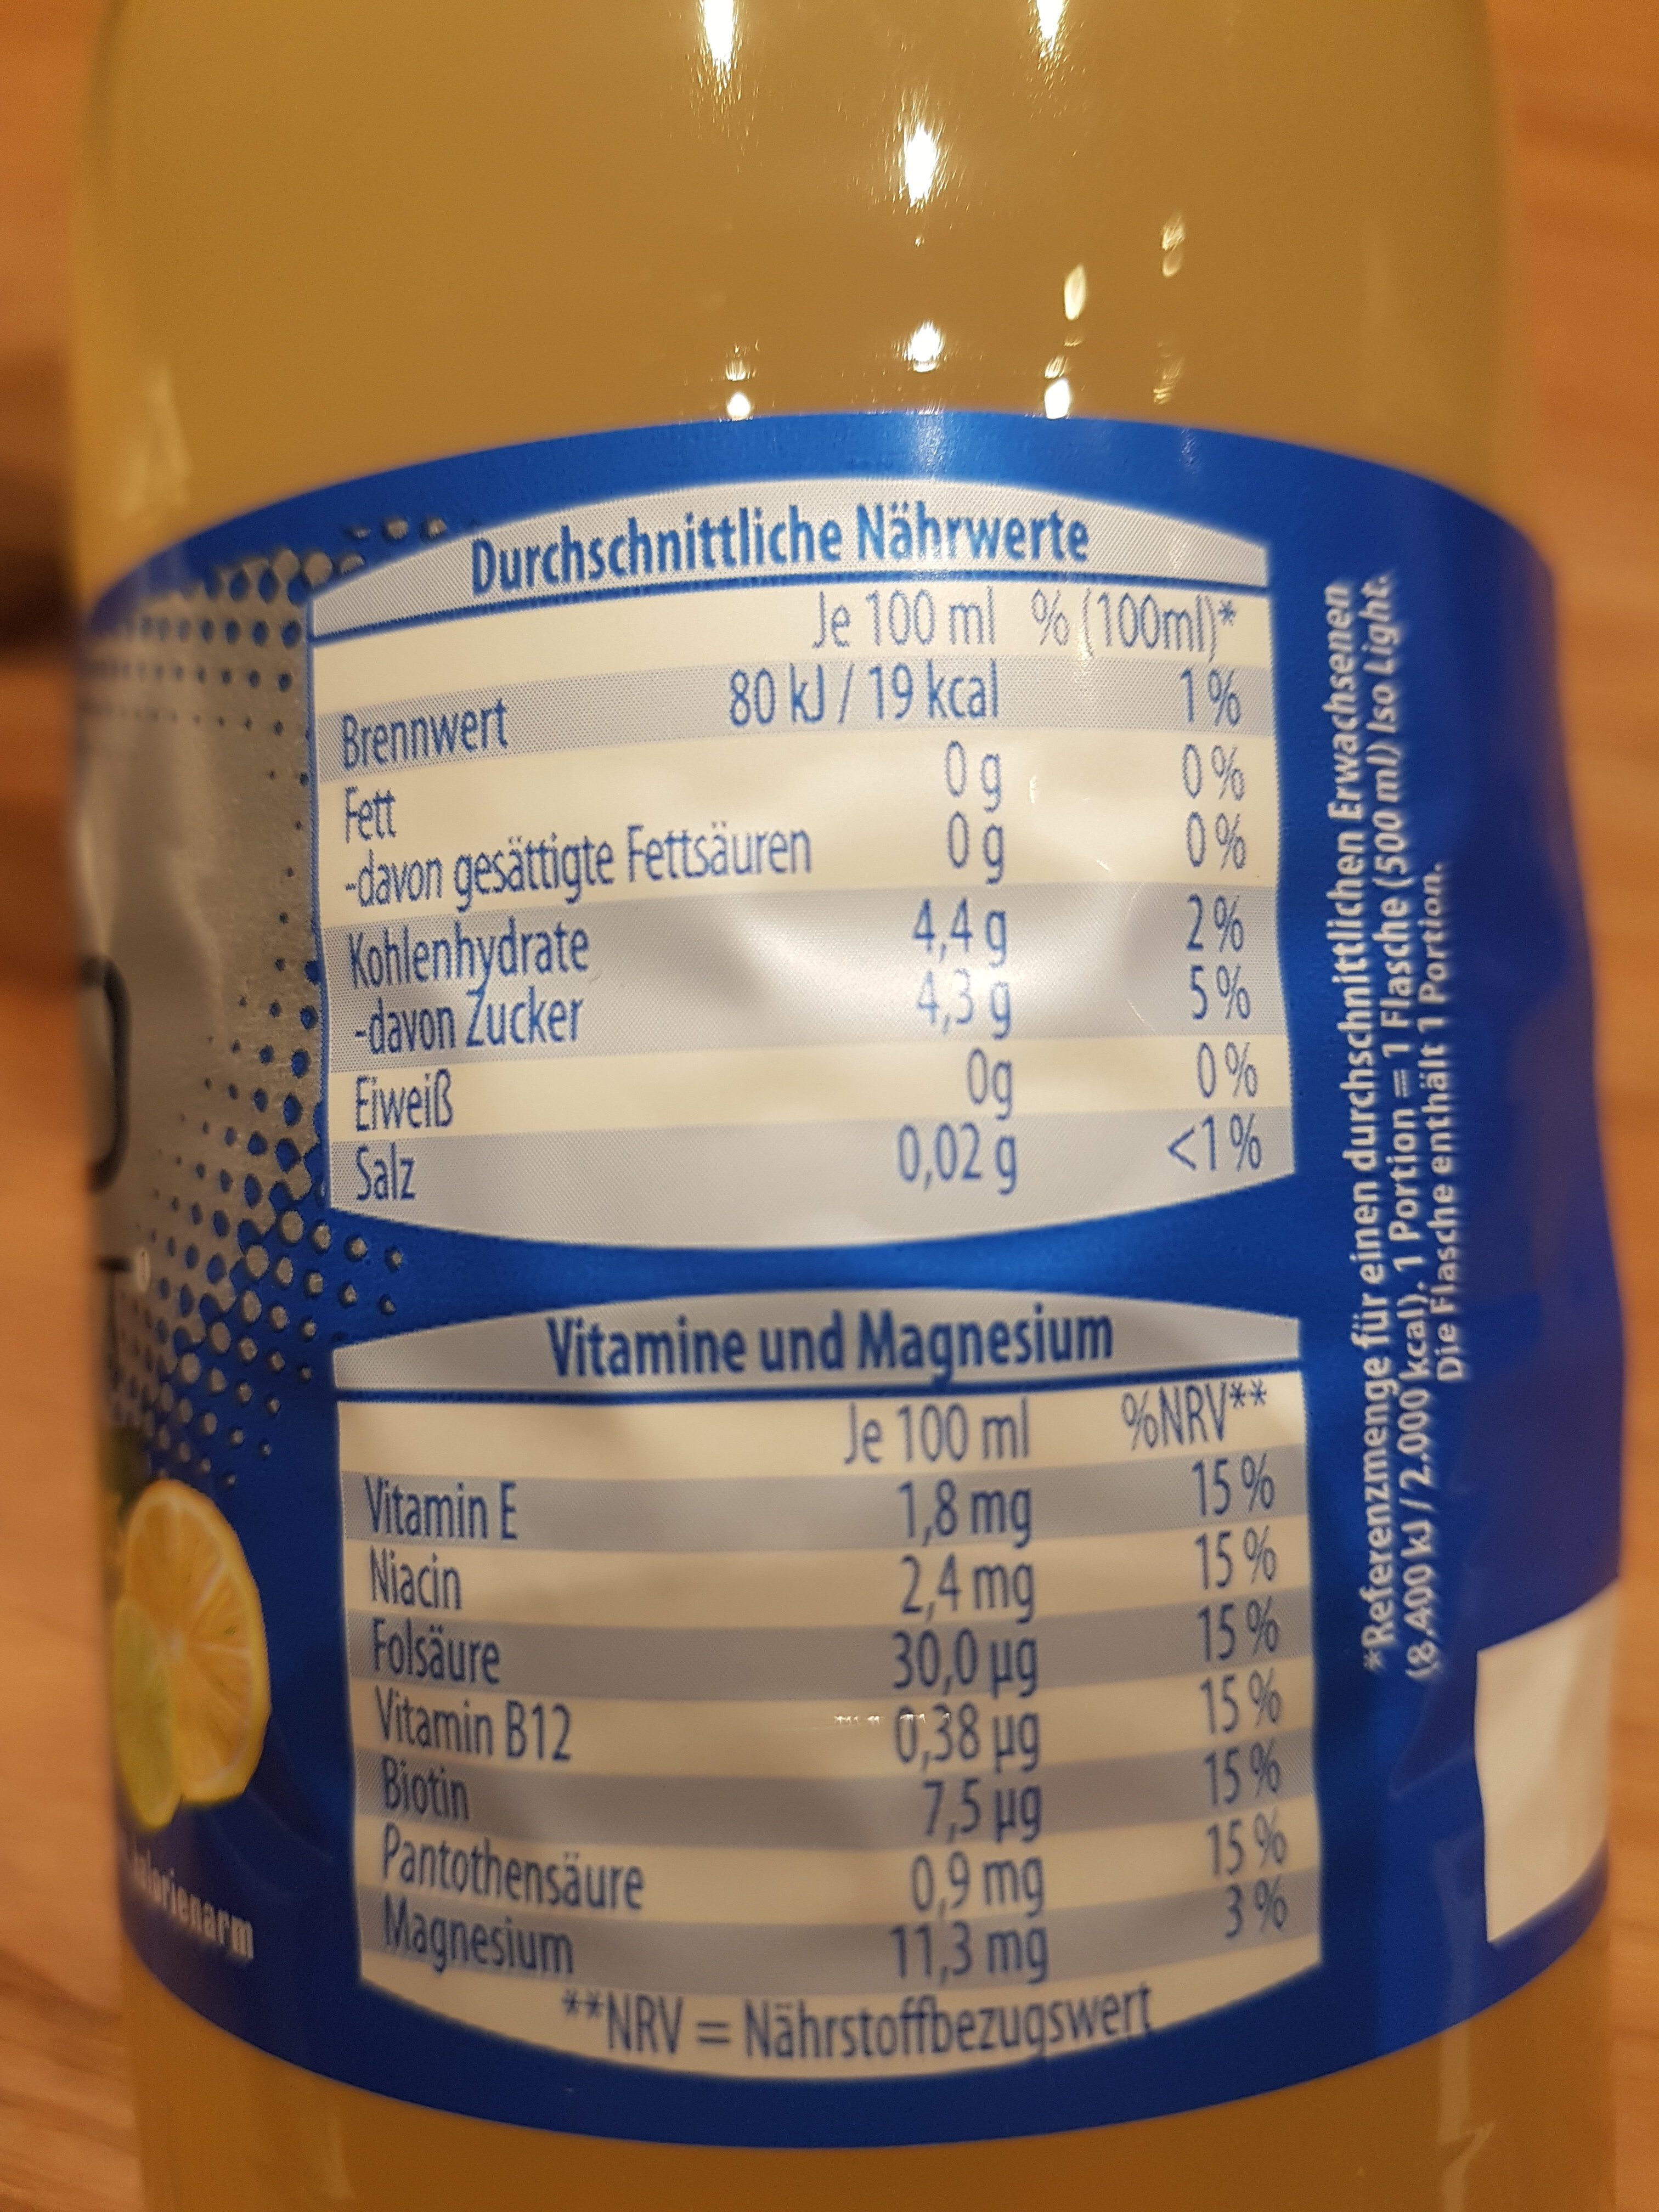 Durchschnittliche Nährwerte
Je 100 ml % (100ml)*
Brennwert 80 kJ / 19 kcal 1 %
Fett 0 g 0 %
-davon gesättigte Fettsäuren 0 g 0 %
Kohlenhydrate 4,4 g 2 %
-davon Zucker 4,3 g 5 %
Eiweiß 0g 0 %
Salz 0,02 g <1 %
Vitamine und Magnesium
Je 100 ml %NRV**
Vitamin E 1,8 mg 15 %
Niacin 2,4 mg 15 %
Folsäure 30,0 µg 15 %
Vitamin B12 0,38 µg 15 %
Biotin 7,5 µg 15 %
Pantothensäure 0,9 mg 15 %
Magnesium 11,3 mg 3 %
**NRV = Nährstoffbezugswert
*Referenzmenge für einen durchschnittlichen Erwachsenen
(8.400 kJ / 2.000 kcal). 1 Portion = 1 Flasche (500 ml) Iso Light.
Die Flasche enthält 1 Portion.
kalorienarm